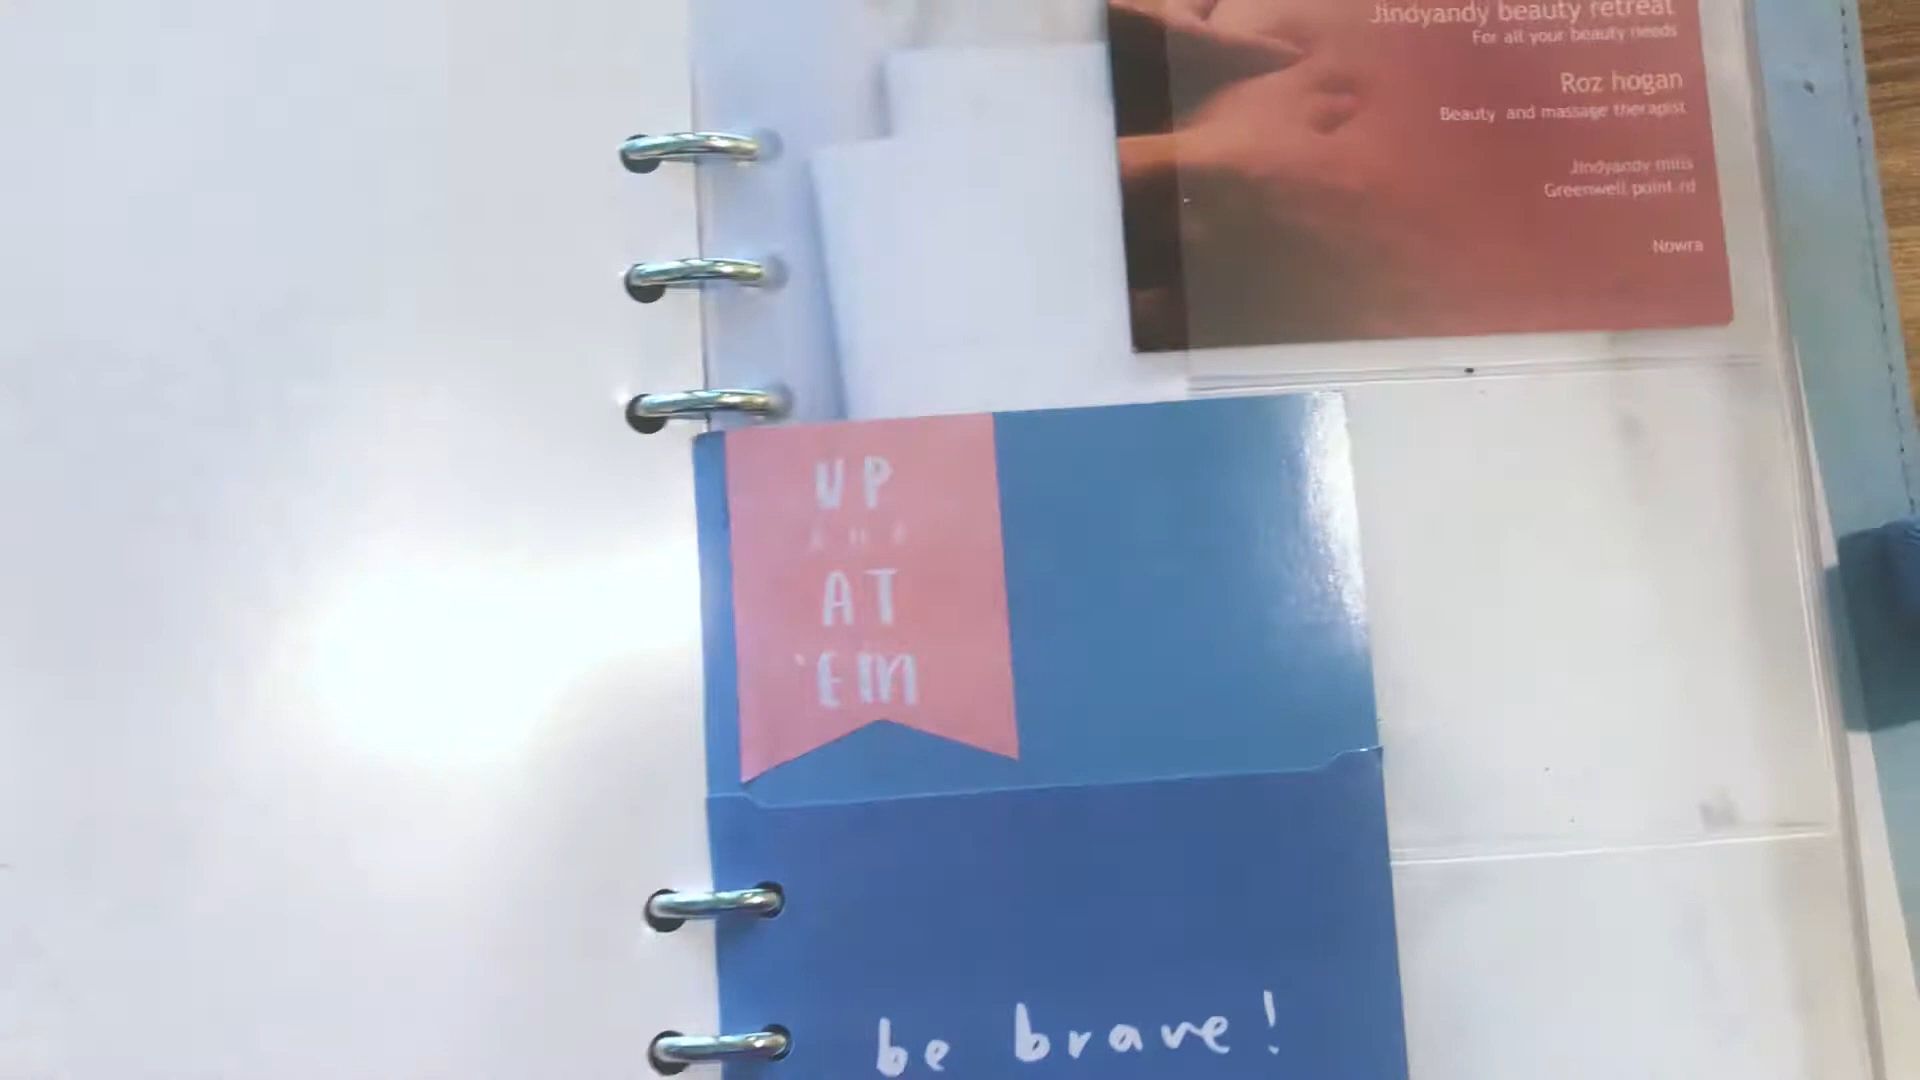 Jindyandy beauty retreat
For all your beauty needs
Roz hogan
Beauty and massage therapist
Jindyandy mills
Greenwell point rd
Nowra
UP
AND
AT
'EM
be brave!